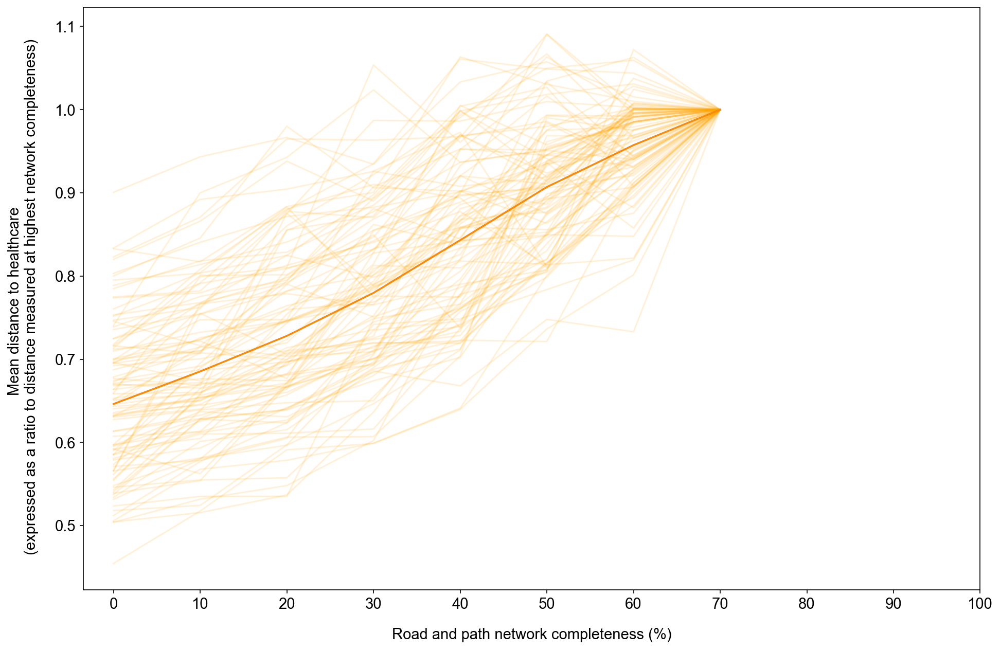 Mean distance to healthcare
(expressed as a ratio to distance measured at highest network completeness)
1.1
1.0
0.9
0.8
0.7
0.6
0.5
0 10 20 30 40 50 60 70 80 90 100
Road and path network completeness (%)